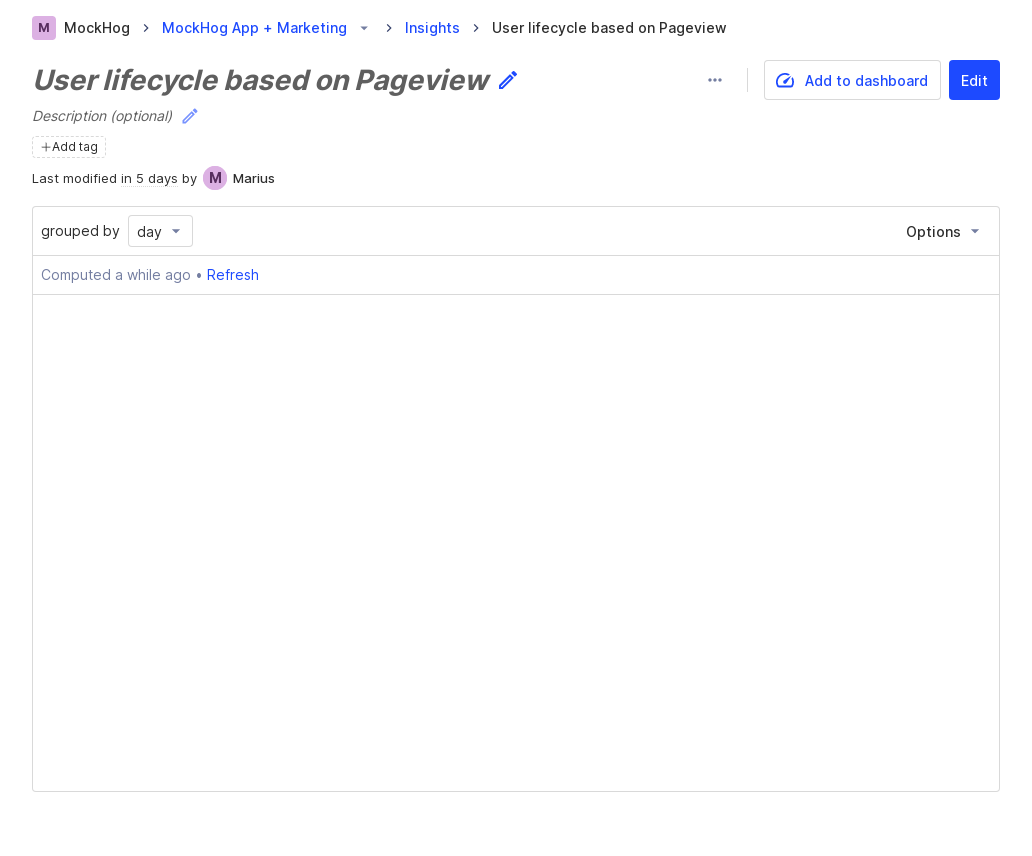 M MockHog MockHog App + Marketing Insights User lifecycle based on Pageview
User lifecycle based on Pageview
Add to dashboard Edit
Description (optional)
+Add tag
Last modified in 5 days by M Marius
grouped by day Options
Computed a while ago • Refresh